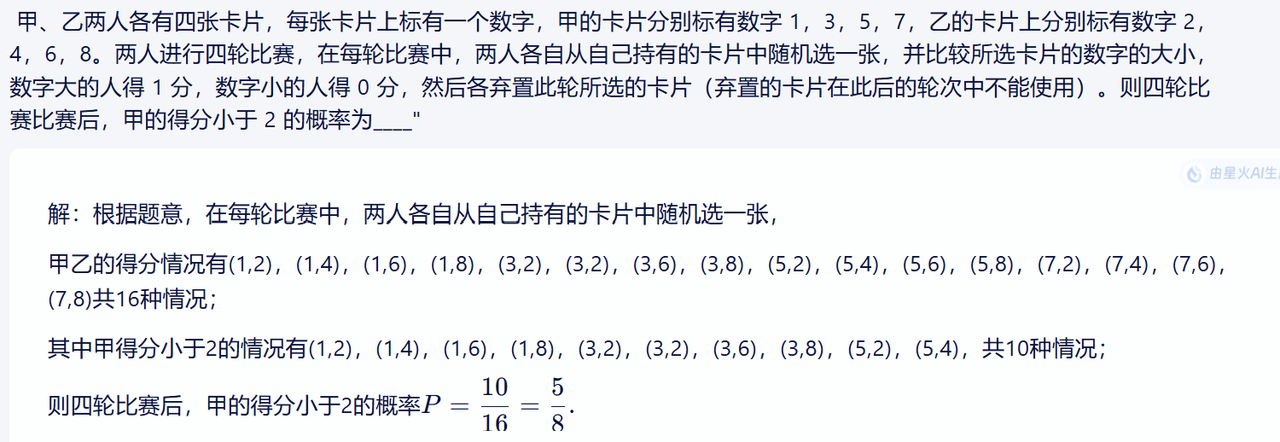 甲、乙两人各有四张卡片，每张卡片上标有一个数字，甲的卡片分别标有数字 1，3，5，7，乙的卡片上分别标有数字 2，
4，6，8。两人进行四轮比赛，在每轮比赛中，两人各自从自己持有的卡片中随机选一张，并比较所选卡片的数字的大小，
数字大的人得 1 分，数字小的人得 0 分，然后各弃置此轮所选的卡片（弃置的卡片在此后的轮次中不能使用）。则四轮比
赛比赛后，甲的得分小于 2 的概率为____"
由星火AI生
解：根据题意，在每轮比赛中，两人各自从自己持有的卡片中随机选一张，
甲乙的得分情况有(1,2)，(1,4)，(1,6)，(1,8)，(3,2)，(3,2)，(3,6)，(3,8)，(5,2)，(5,4)，(5,6)，(5,8)，(7,2)，(7,4)，(7,6)，
(7,8)共16种情况；
其中甲得分小于2的情况有(1,2)，(1,4)，(1,6)，(1,8)，(3,2)，(3,2)，(3,6)，(3,8)，(5,2)，(5,4)，共10种情况；
则四轮比赛后，甲的得分小于2的概率P = 10/16 = 5/8.